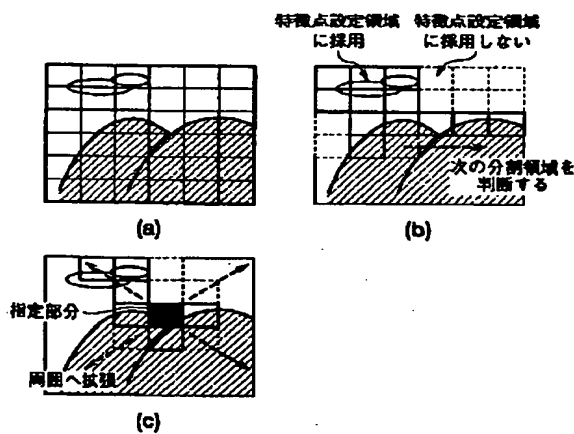 特徴点設定領域
に採用
特徴点設定領域
に採用しない
次の分割領域を
判断する
(a)
(b)
指定部分
周囲へ拡張
(c)